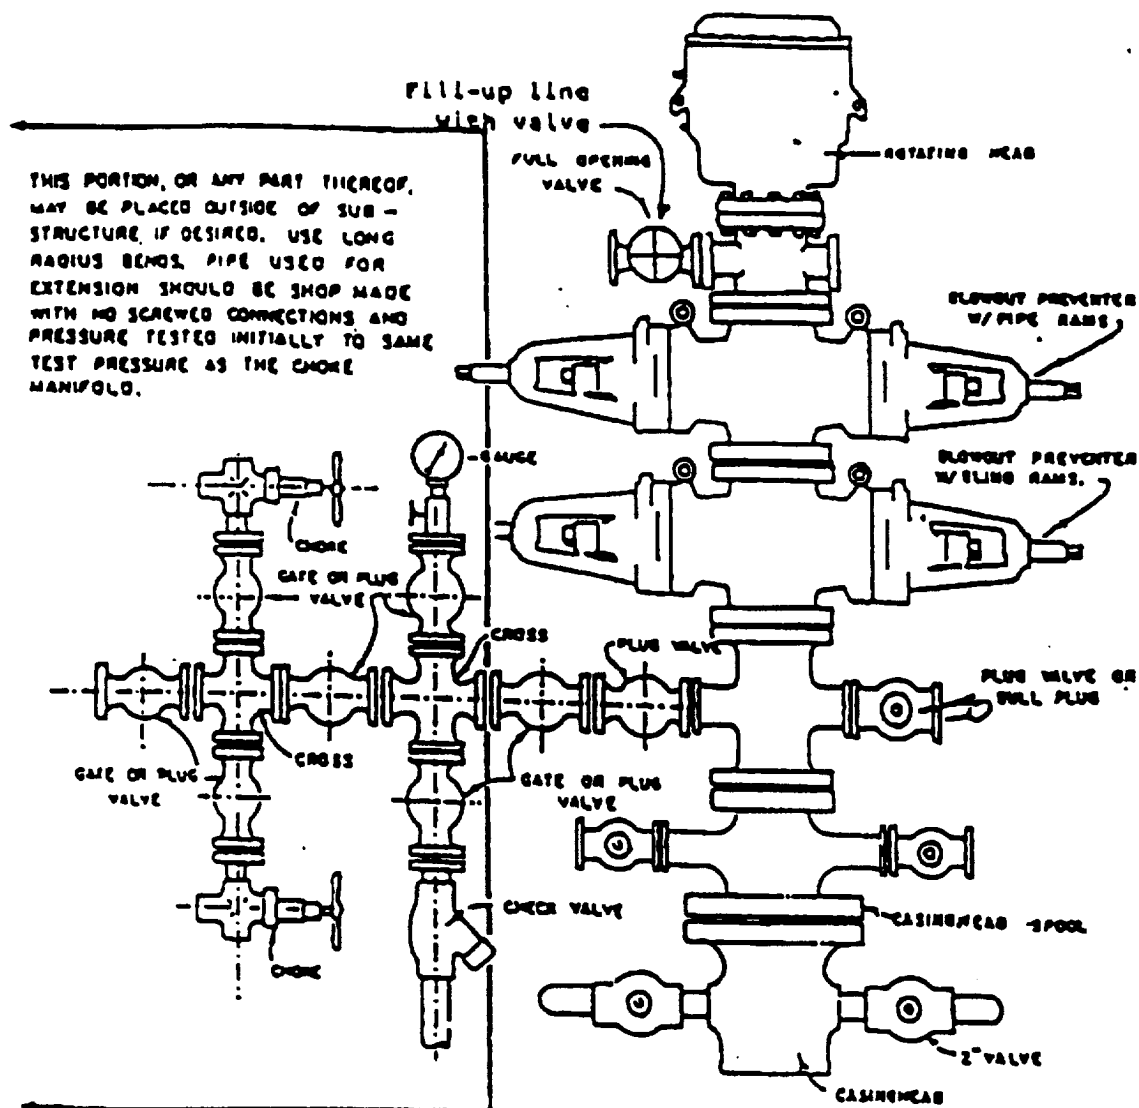 Fill-up line
with valve
FULL OPENING
VALVE
ROTATING HEAD
THIS PORTION, OR ANY PART THEREOF,
MAY BE PLACED OUTSIDE OF SUB-
STRUCTURE IF DESIRED. USE LONG
RADIUS BENDS. PIPE USED FOR
EXTENSION SHOULD BE SHOP MADE
WITH NO SCREWED CONNECTIONS AND
PRESSURE TESTED INITIALLY TO SAME
TEST PRESSURE AS THE CHOKE
MANIFOLD.
BLOWOUT PREVENTER
W/ PIPE RAMS.
GAUGE
BLOWOUT PREVENTER
W/ BLIND RAMS.
CHOKE
GATE OR PLUG
VALVE
CROSS
PLUG VALVE
PLUG VALVE OR
BULL PLUG
CROSS
GATE OR PLUG
VALVE
GATE OR PLUG
VALVE
CHECK VALVE
CASINGHEAD SPOOL
CHOKE
2" VALVE
CASINGHEAD